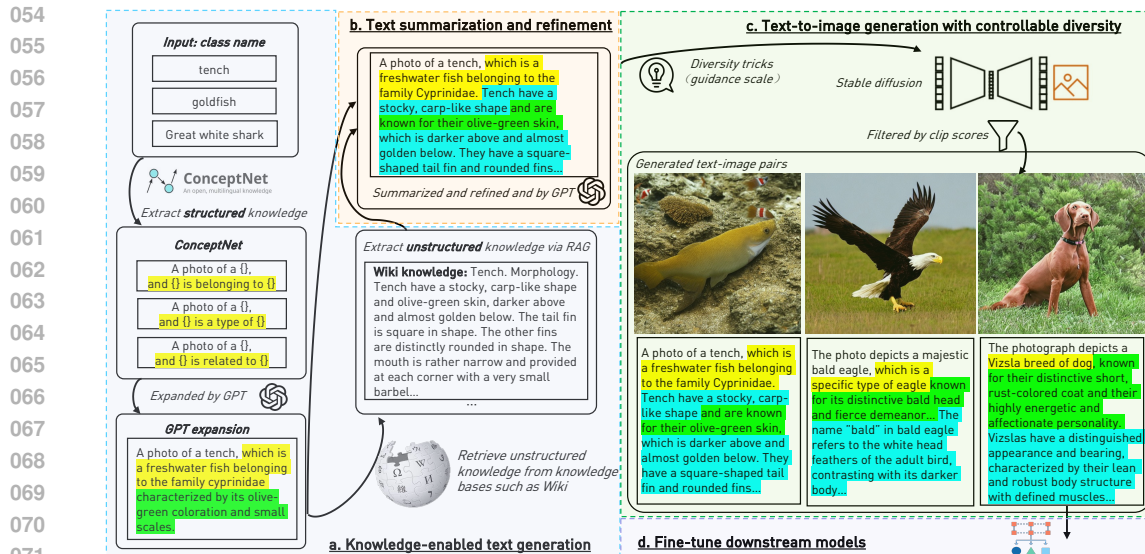 054
055
056
057
058
059
060
061
062
063
064
065
066
067
068
069
070
Input: class name
tench
goldfish
Great white shark
ConceptNet
An open, multilingual knowledge
Extract structured knowledge
ConceptNet
A photo of a {},
and {} is belonging to {}
A photo of a {},
and {} is a type of {}
A photo of a {},
and {} is related to {}
Expanded by GPT
GPT expansion
A photo of a tench, which is
a freshwater fish belonging
to the family cyprinidae
characterized by its olive-
green coloration and small
scales.
b. Text summarization and refinement
A photo of a tench, which is a
freshwater fish belonging to the
family Cyprinidae. Tench have a
stocky, carp-like shape and are
known for their olive-green skin,
which is darker above and almost
golden below. They have a square-
shaped tail fin and rounded fins...
Summarized and refined and by GPT
Extract unstructured knowledge via RAG
Wiki knowledge: Tench. Morphology.
Tench have a stocky, carp-like shape
and olive-green skin, darker above
and almost golden below. The tail fin
is square in shape. The other fins
are distinctly rounded in shape. The
mouth is rather narrow and provided
at each corner with a very small
barbel...
...
Retrieve unstructured
knowledge from knowledge
bases such as Wiki
a. Knowledge-enabled text generation
c. Text-to-image generation with controllable diversity
Diversity tricks
(guidance scale)
Stable diffusion
Filtered by clip scores
Generated text-image pairs
A photo of a tench, which is
a freshwater fish belonging
to the family Cyprinidae.
Tench have a stocky, carp-
like shape and are known
for their olive-green skin,
which is darker above and
almost golden below. They
have a square-shaped tail
fin and rounded fins...
The photo depicts a majestic
bald eagle, which is a
specific type of eagle known
for its distinctive bald head
and fierce demeanor... The
name "bald" in bald eagle
refers to the white head
feathers of the adult bird,
contrasting with its darker
body...
The photograph depicts a
Vizsla breed of dog, known
for their distinctive short,
rust-colored coat and their
highly energetic and
affectionate personality.
Vizslas have a distinguished
appearance and bearing,
characterized by their lean
and robust body structure
with defined muscles...
d. Fine-tune downstream models